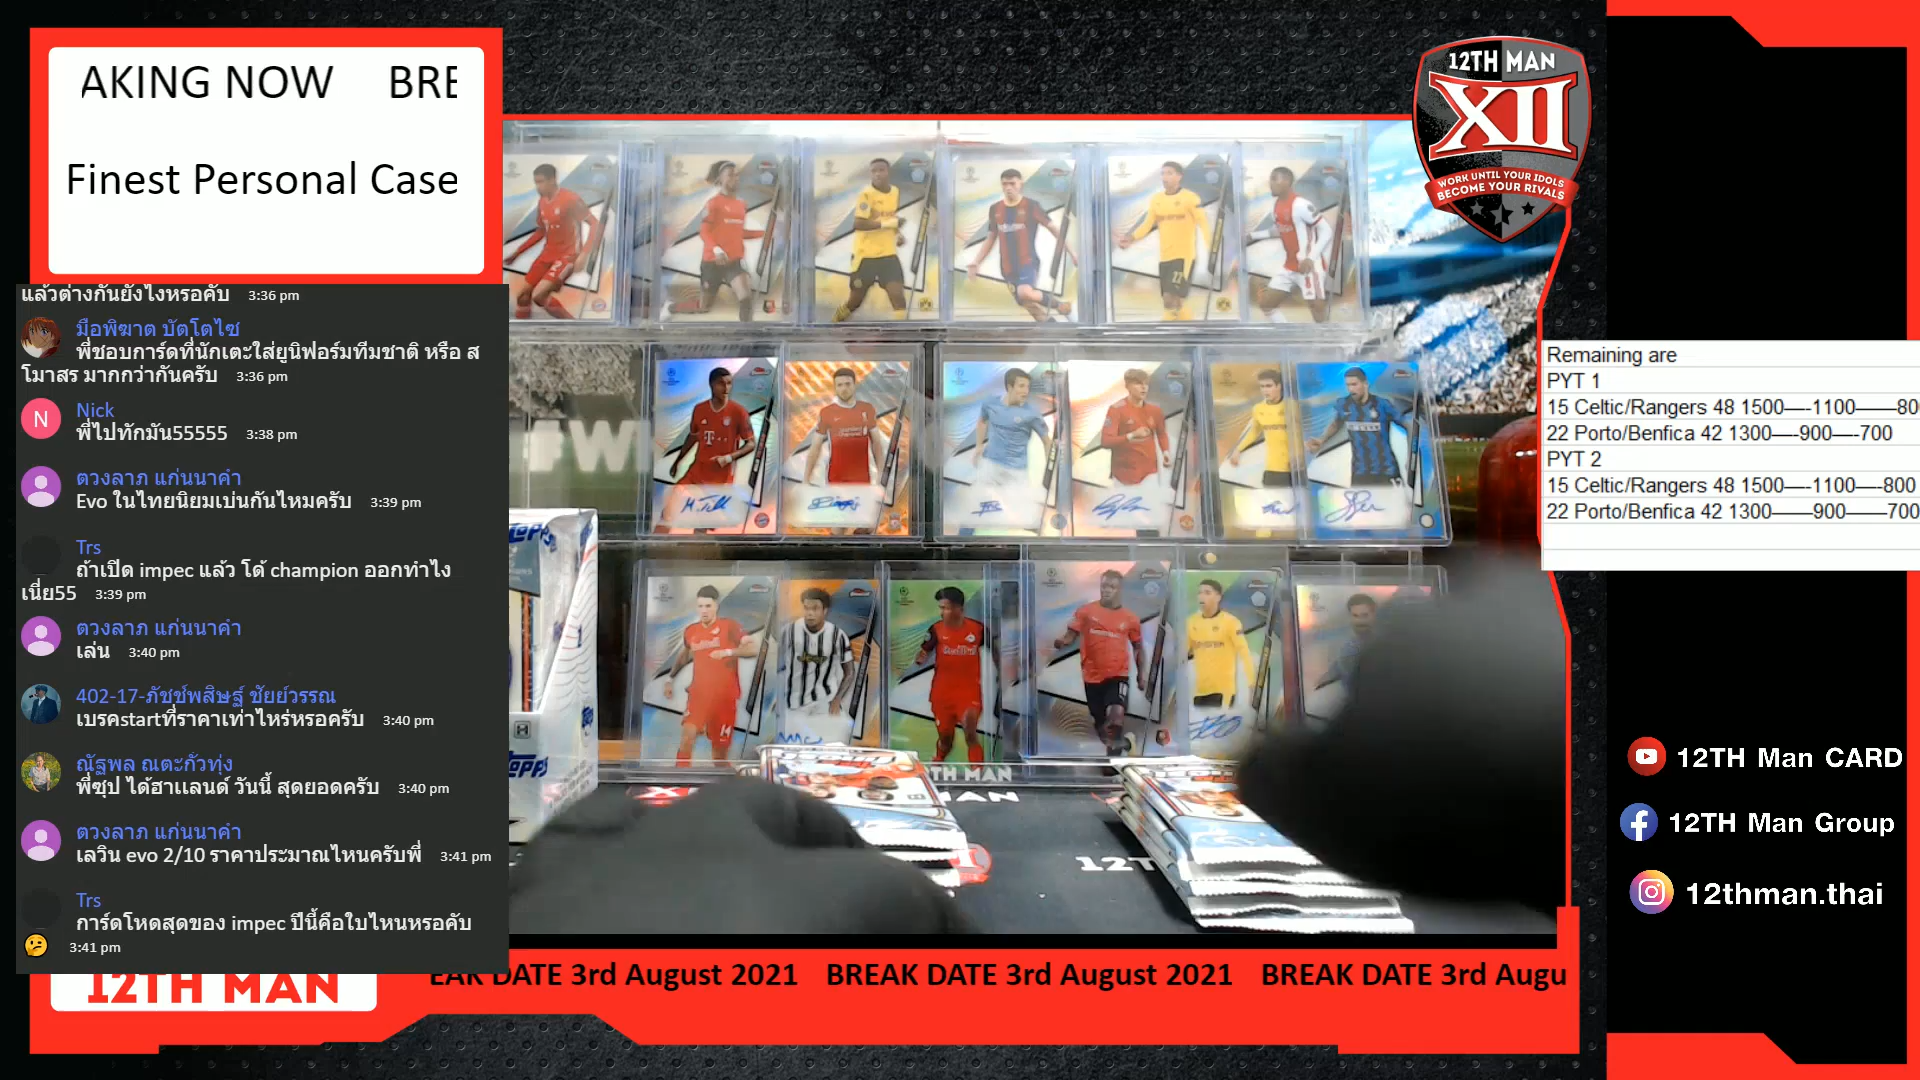 AKING NOW BRE
Finest Personal Case
แล้วต่างกันยังไงหรอคับ 3:36 pm
มือพิฆาต บัตโตไซ
พี่ชอบการ์ดที่นักเตะใส่ยูนิฟอร์มทีมชาติ หรือ ส
โมาสร มากกว่ากันครับ 3:36 pm
N Nick
พี่ไปทักมัน55555 3:38 pm
ตวงลาภ แก่นนาคำ
Evo ในไทยนิยมเบ่นกันไหมครับ 3:39 pm
Trs
ถ้าเปิด impec แล้ว โด้ champion ออกทำไง
เนี่ย55 3:39 pm
ตวงลาภ แก่นนาคำ
เล่น 3:40 pm
402-17-ภัชช์พสิษฐ์ ชัยย์วรรณ
เบรคstartที่ราคาเท่าไหร่หรอครับ 3:40 pm
ณัฐพล ณตะกั่วทุ่ง
พี่ซุป ได้ฮาแลนด์ วันนี้ สุดยอดครับ 3:40 pm
ตวงลาภ แก่นนาคำ
เลวิน evo 2/10 ราคาประมาณไหนครับพี่ 3:41 pm
Trs
การ์ดโหดสุดของ impec ปีนี้คือใบไหนหรอคับ
3:41 pm
12TH MAN
XII
WORK UNTIL YOUR IDOLS
BECOME YOUR RIVALS
#W
TH MAN
HAN
12T
Remaining are
PYT 1
15 Celtic/Rangers 48 1500----1100------80
22 Porto/Benfica 42 1300----900----700
PYT 2
15 Celtic/Rangers 48 1500----1100----800
22 Porto/Benfica 42 1300------900------700
12TH Man CARD
12TH Man Group
12thman.thai
12TH MAN
EAK DATE 3rd August 2021 BREAK DATE 3rd August 2021 BREAK DATE 3rd Augu